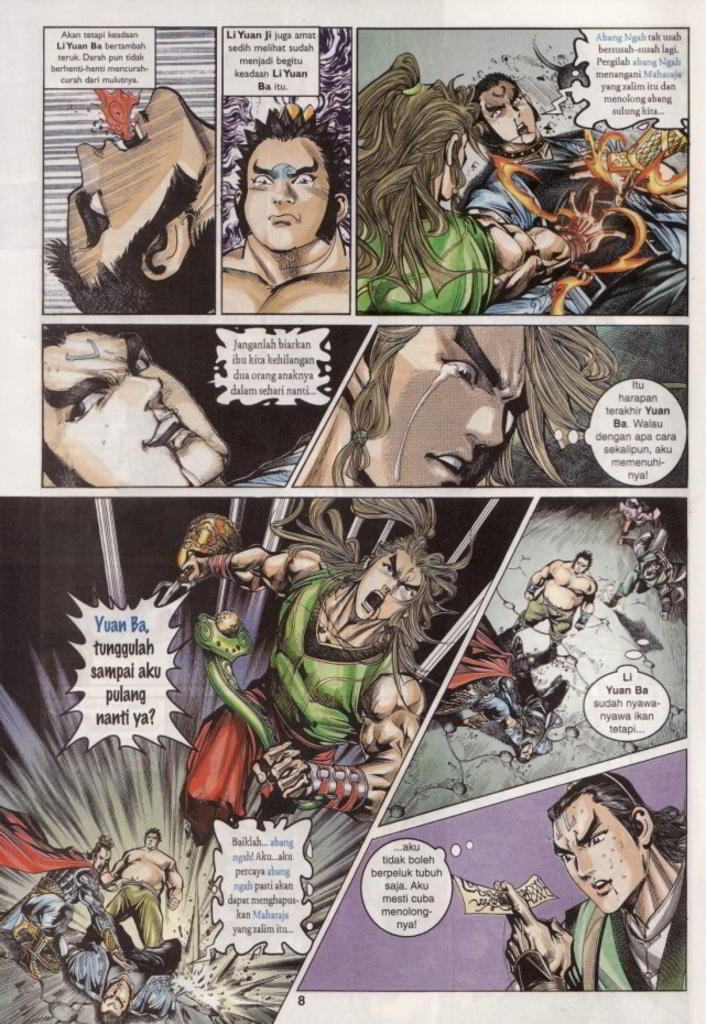 Akan tetapi keadaan
Li Yuan Ba bertambah
teruk. Darah pun tidak
berhenti-henti mencurah-
curah dari mulutnya.
Li Yuan Ji juga amat
sedih melihat sudah
menjadi begitu
keadaan Li Yuan
Ba itu.
Abang Ngah tak usah
bersusah-susah lagi.
Pergilah abang Ngah
menangani Maharaja
yang zalim itu dan
menolong abang
sulung kita...
Janganlah biarkan
ibu kita kehilangan
dua orang anaknya
dalam sehari nanti...
Itu
harapan
terakhir Yuan
Ba. Walau
dengan apa cara
sekalipun, aku
memenuhi-
nya!
Yuan Ba,
tunggulah
sampai aku
pulang
nanti ya?
Li
Yuan Ba
sudah nyawa-
nyawa ikan
tetapi...
Baiklah... abang
ngah! Aku...aku
percaya abang
ngah pasti akan
dapat menghapus-
kan Maharaja
yang zalim itu...
...aku
tidak boleh
berpeluk tubuh
saja. Aku
mesti cuba
menolong-
nya!
8